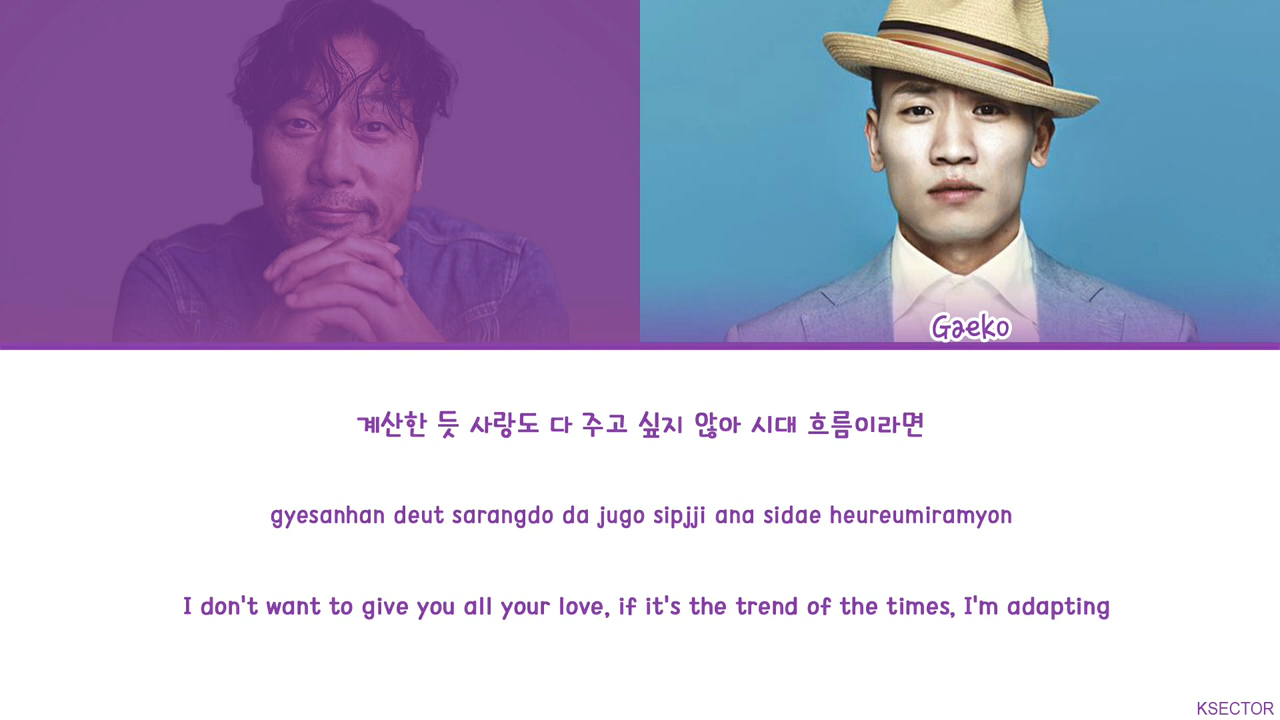 Gaeko
계산한 듯 사랑도 다 주고 싶지 않아 시대 흐름이라면
gyesanhan deut sarangdo da jugo sipjji ana sidae heureumiramyon
I don't want to give you all your love, if it's the trend of the times, I'm adapting
KSECTOR